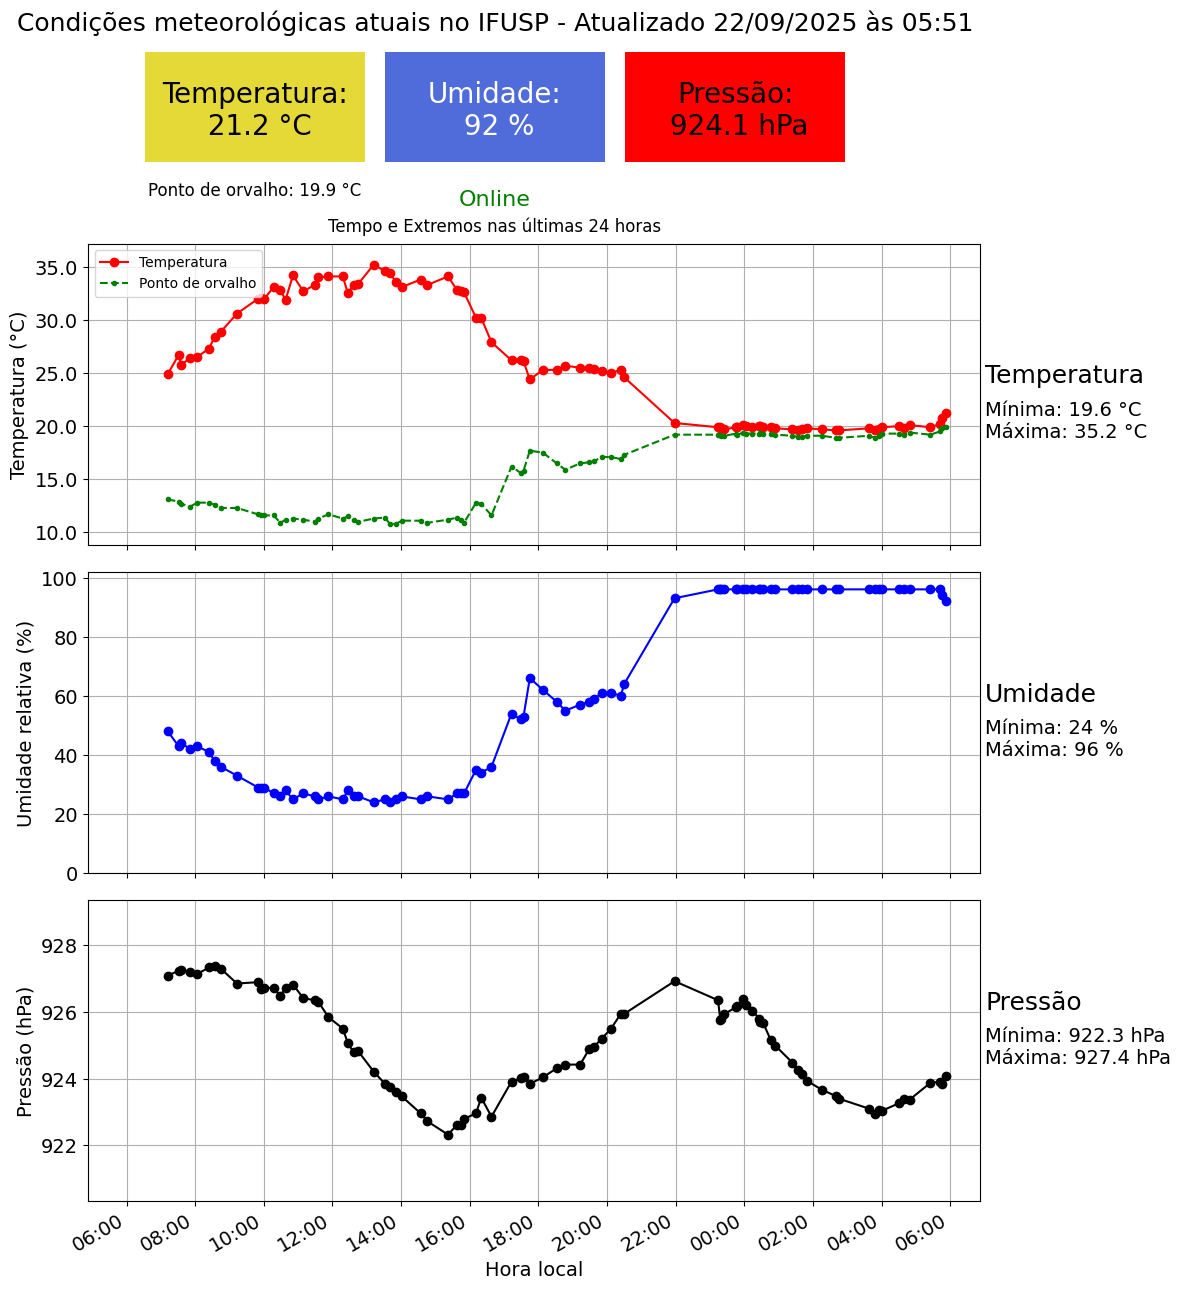 Condições meteorológicas atuais no IFUSP - Atualizado 22/09/2025 às 05:51
Temperatura:
21.2 °C
Umidade:
92 %
Pressão:
924.1 hPa
Ponto de orvalho: 19.9 °C
Online
Tempo e Extremos nas últimas 24 horas
Temperatura
Ponto de orvalho
Temperatura (°C)
35.0
30.0
25.0
20.0
15.0
10.0
Temperatura
Mínima: 19.6 °C
Máxima: 35.2 °C
Umidade relativa (%)
100
80
60
40
20
0
Umidade
Mínima: 24 %
Máxima: 96 %
Pressão (hPa)
928
926
924
922
Pressão
Mínima: 922.3 hPa
Máxima: 927.4 hPa
06:00 08:00 10:00 12:00 14:00 16:00 18:00 20:00 22:00 00:00 02:00 04:00 06:00
Hora local